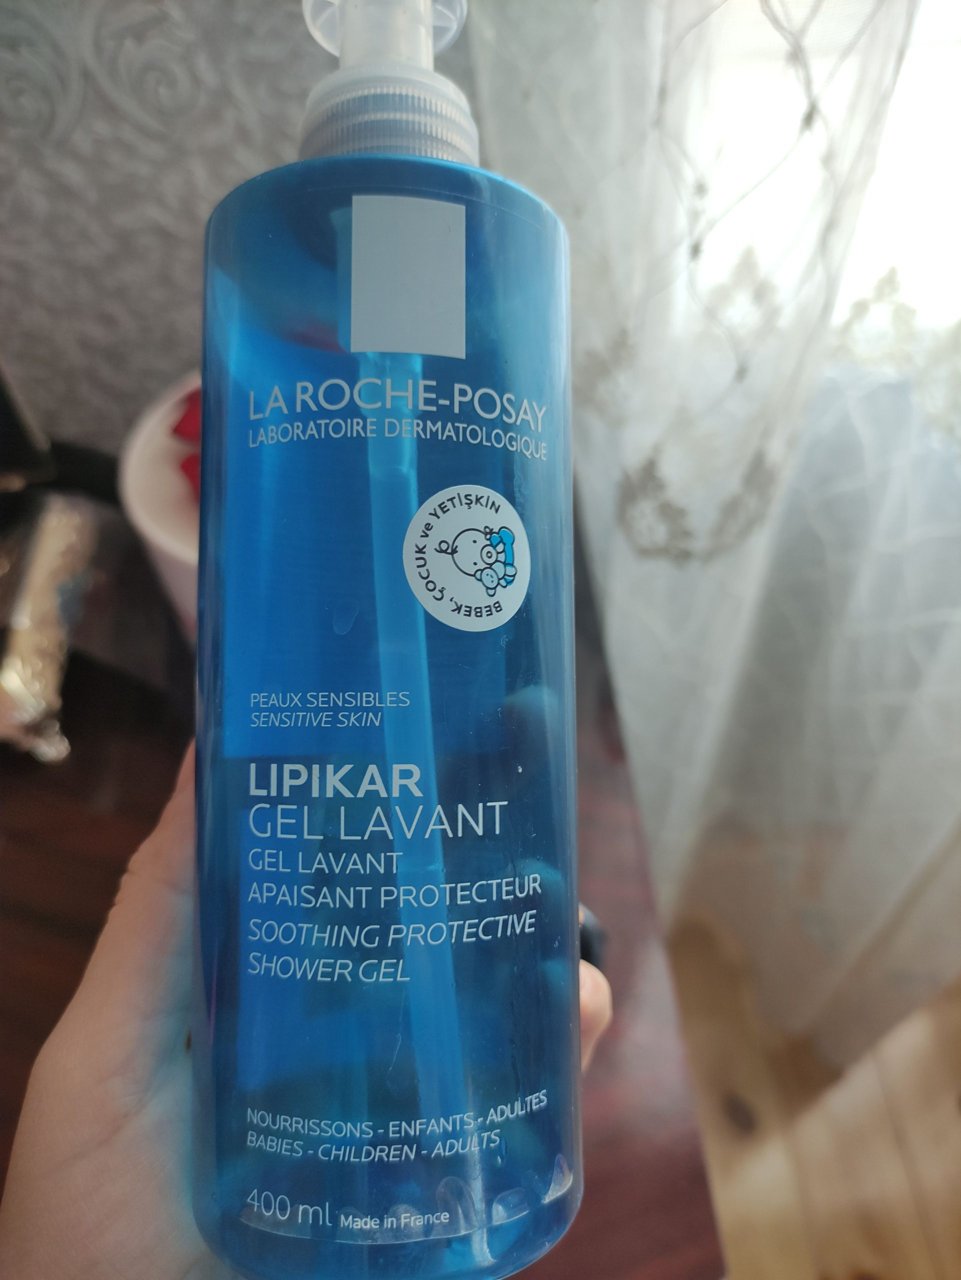 LA ROCHE-POSAY
LABORATOIRE DERMATOLOGIQUE
BEBEK, ÇOCUK ve YETİŞKİN
PEAUX SENSIBLES
SENSITIVE SKIN
LIPIKAR
GEL LAVANT
GEL LAVANT
APAISANT PROTECTEUR
SOOTHING PROTECTIVE
SHOWER GEL
NOURRISSONS - ENFANTS - ADULTES
BABIES - CHILDREN - ADULTS
400 ml Made in France